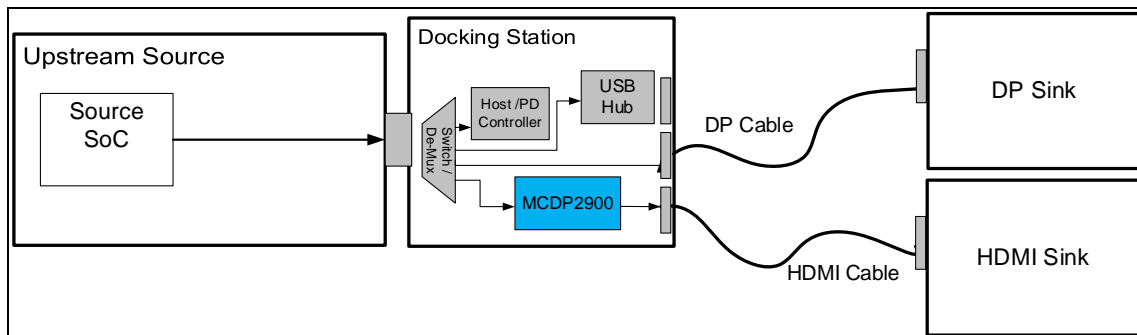 Upstream Source
Source
SoC
Docking Station
Switch /
De-Mux
Host /PD
Controller
USB
Hub
MCDP2900
DP Cable
HDMI Cable
DP Sink
HDMI Sink